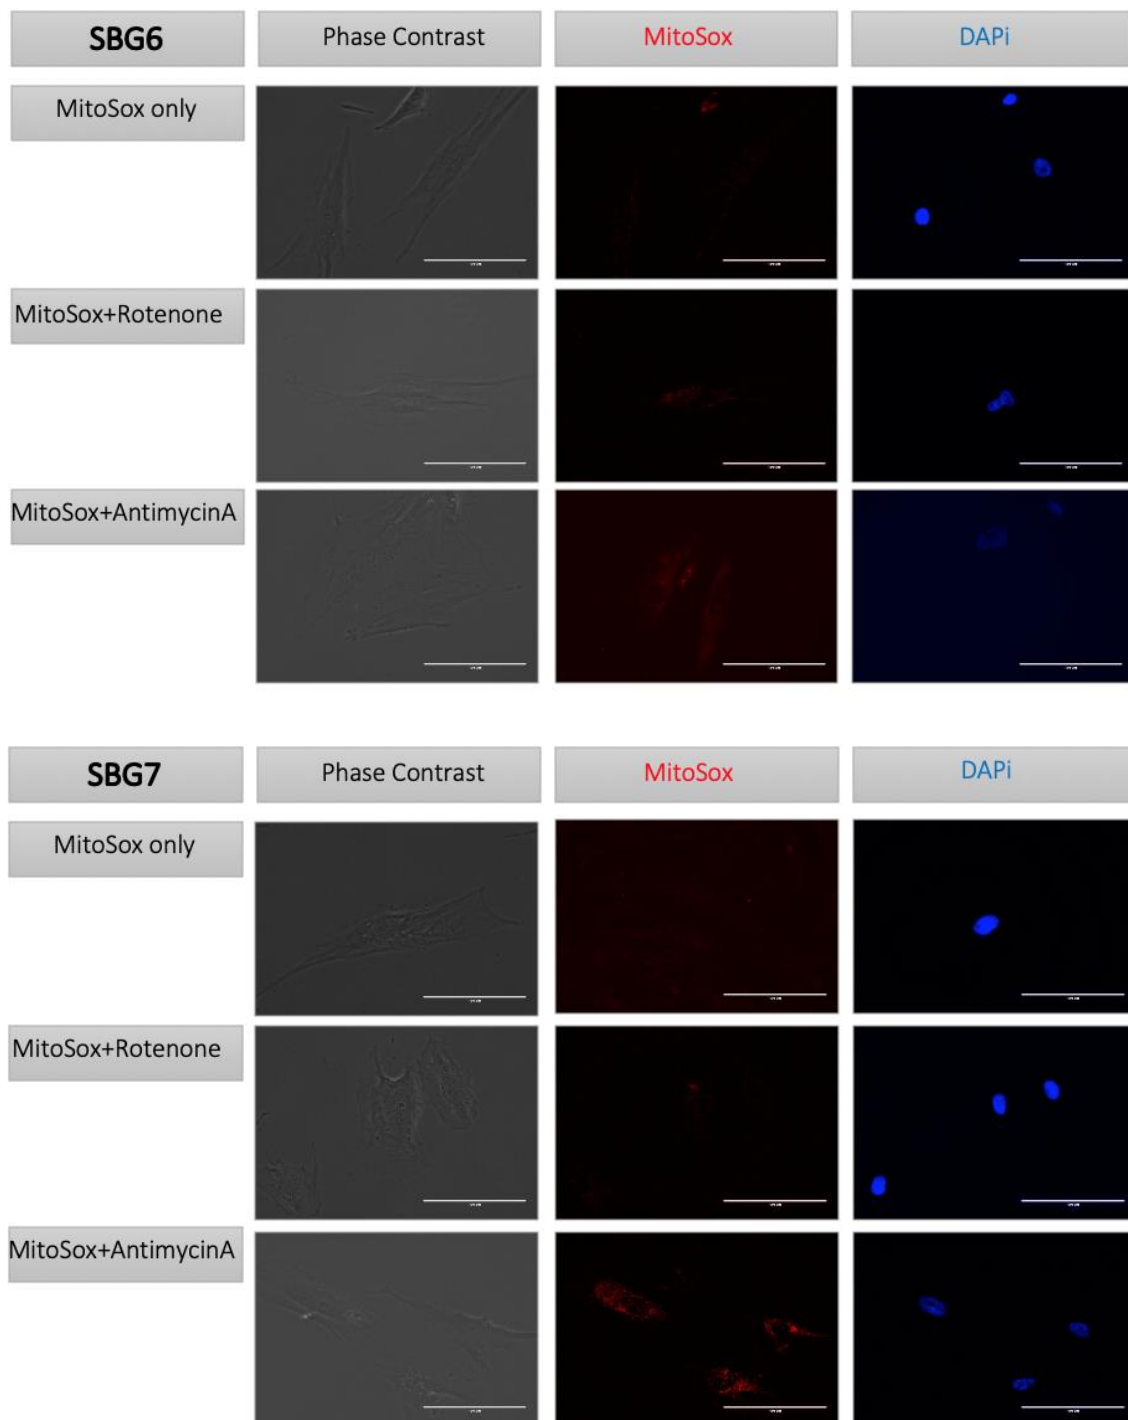 SBG6 Phase Contrast MitoSox DAPi
MitoSox only
MitoSox+Rotenone
MitoSox+AntimycinA
SBG7 Phase Contrast MitoSox DAPi
MitoSox only
MitoSox+Rotenone
MitoSox+AntimycinA